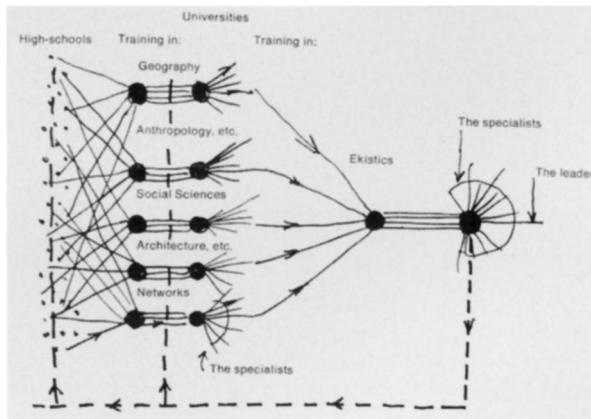 Universities
High-schools Training in: Training in:
Geography
Anthropology, etc.
Social Sciences
Architecture, etc.
Networks
The specialists
Ekistics
The specialists
The leader